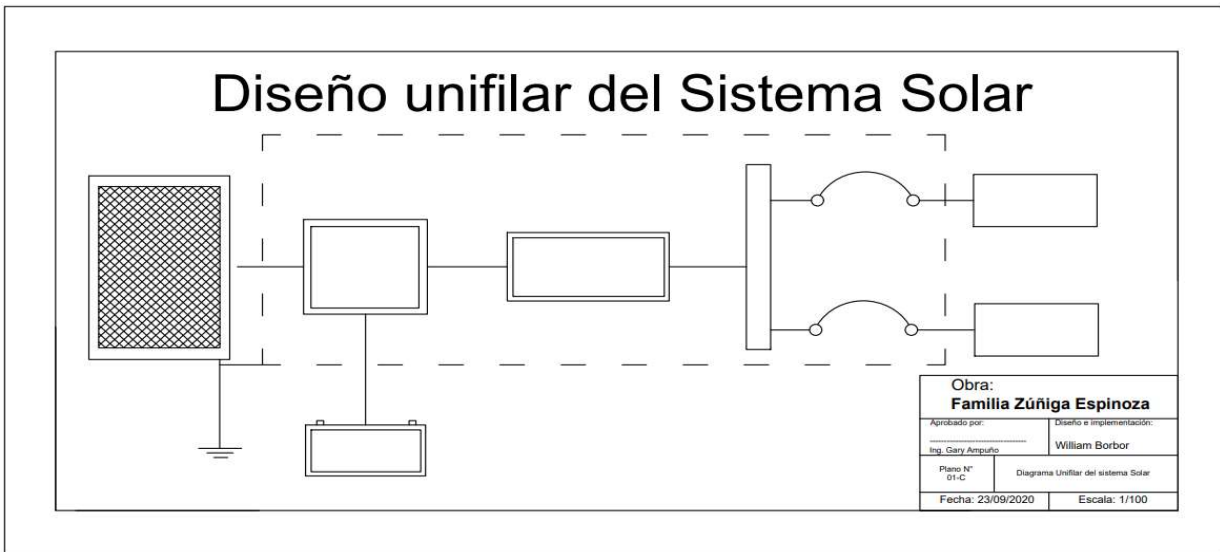 Diseño unifilar del Sistema Solar
Obra:
Familia Zúñiga Espinoza
Aprobado por:
Ing. Gary Ampuño
Diseño e implementación:
William Borbor
Plano N°
01-C
Diagrama Unifilar del sistema Solar
Fecha: 23/09/2020
Escala: 1/100